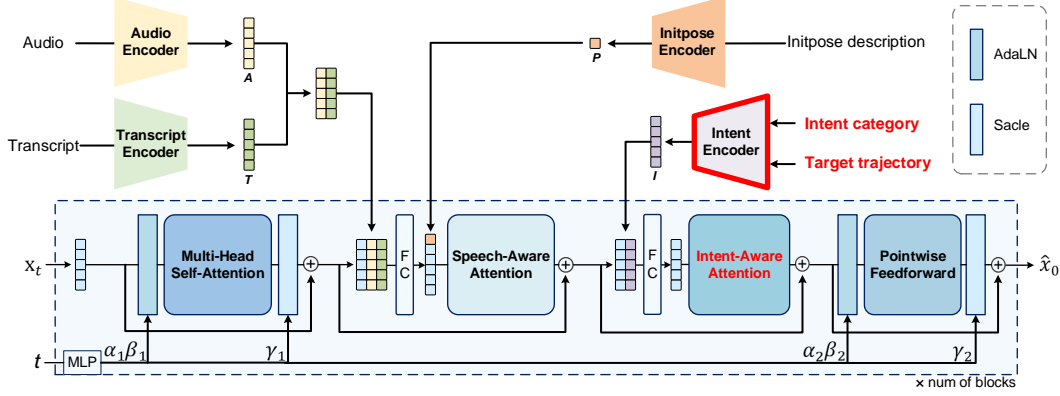 Audio
Audio
Encoder
A
P
Initpose
Encoder
Initpose description
AdaLN
Sacle
Transcript
Transcript
Encoder
T
I
Intent
Encoder
Intent category
Target trajectory
x_t
Multi-Head
Self-Attention
F
C
Speech-Aware
Attention
F
C
Intent-Aware
Attention
Pointwise
Feedforward
x̂_0
t
MLP
α_1β_1
γ_1
α_2β_2
γ_2
× num of blocks